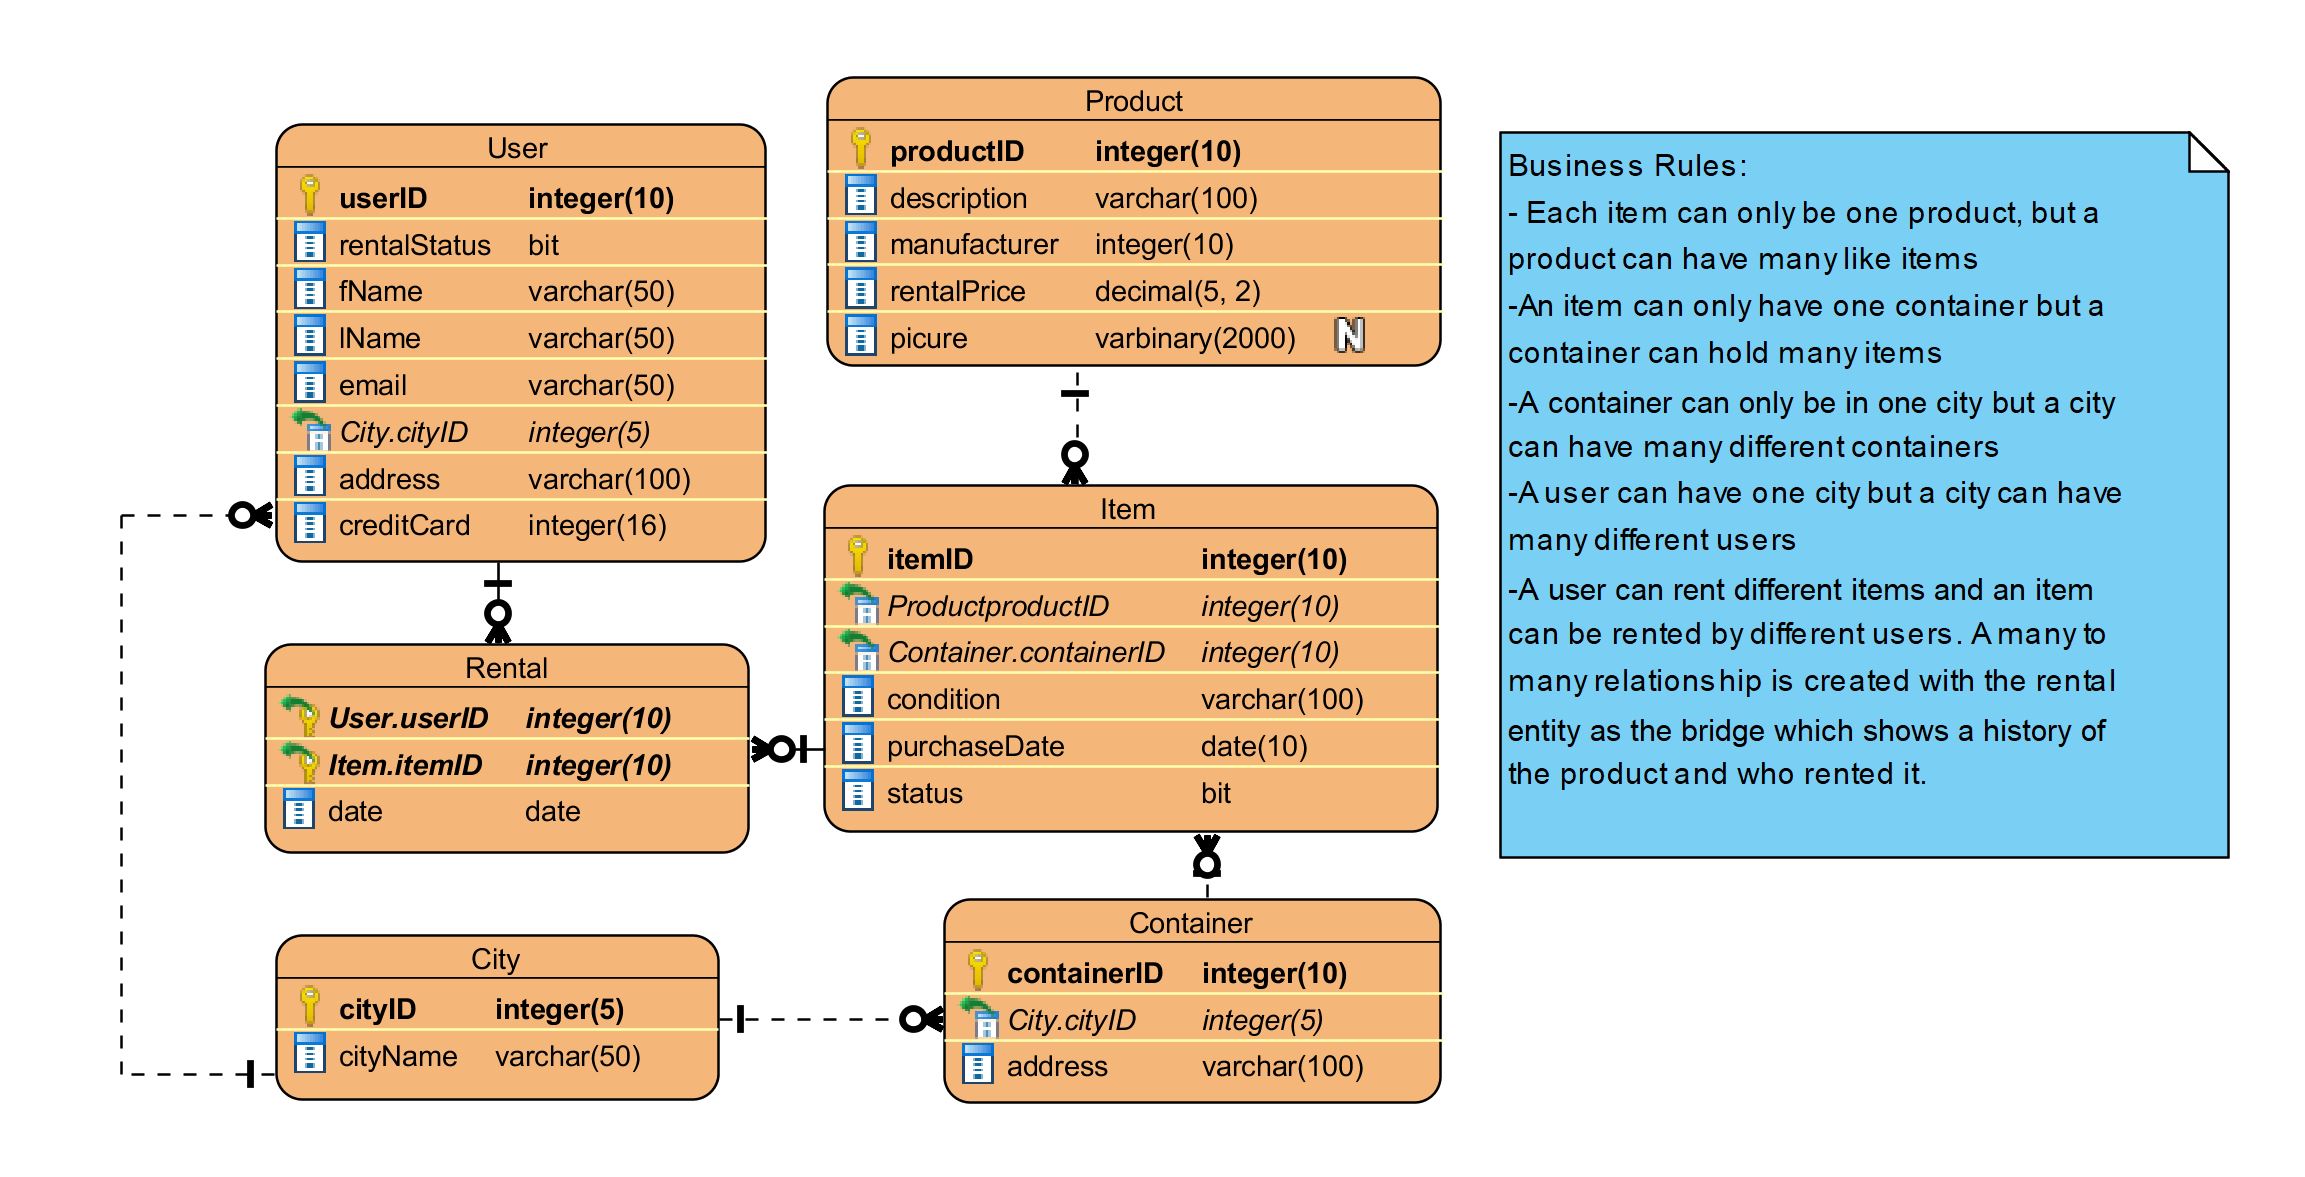 User
userID integer(10)
rentalStatus bit
fName varchar(50)
lName varchar(50)
email varchar(50)
City.cityID integer(5)
address varchar(100)
creditCard integer(16)
Product
productID integer(10)
description varchar(100)
manufacturer integer(10)
rentalPrice decimal(5, 2)
picure varbinary(2000) N
Business Rules:
- Each item can only be one product, but a
product can have many like items
-An item can only have one container but a
container can hold many items
-A container can only be in one city but a city
can have many different containers
-A user can have one city but a city can have
many different users
-A user can rent different items and an item
can be rented by different users. A many to
many relationship is created with the rental
entity as the bridge which shows a history of
the product and who rented it.
Item
itemID integer(10)
ProductproductID integer(10)
Container.containerID integer(10)
condition varchar(100)
purchaseDate date(10)
status bit
Rental
User.userID integer(10)
Item.itemID integer(10)
date date
City
cityID integer(5)
cityName varchar(50)
Container
containerID integer(10)
City.cityID integer(5)
address varchar(100)